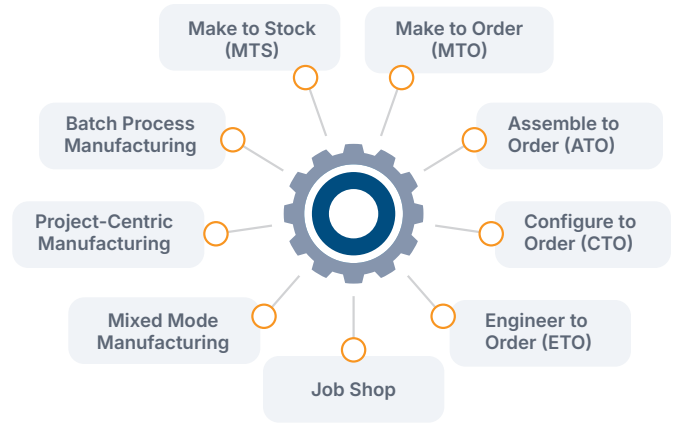 Make to Stock
(MTS)
Make to Order
(MTO)
Batch Process
Manufacturing
Assemble to
Order (ATO)
Project-Centric
Manufacturing
Configure to
Order (CTO)
Mixed Mode
Manufacturing
Engineer to
Order (ETO)
Job Shop